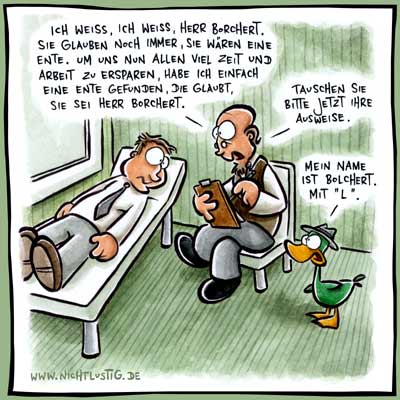 ICH WEISS, ICH WEISS, HERR BORCHERT.
SIE GLAUBEN NOCH IMMER, SIE WÄREN EINE
ENTE. UM UNS NUN ALLEN VIEL ZEIT UND
ARBEIT ZU ERSPAREN, HABE ICH EINFACH
EINE ENTE GEFUNDEN, DIE GLAUBT,
SIE SEI HERR BORCHERT.
TAUSCHEN SIE
BITTE JETZT IHRE
AUSWEISE.
MEIN NAME
IST BOLCHERT.
MIT "L".
WWW.NICHTLUSTIG.DE